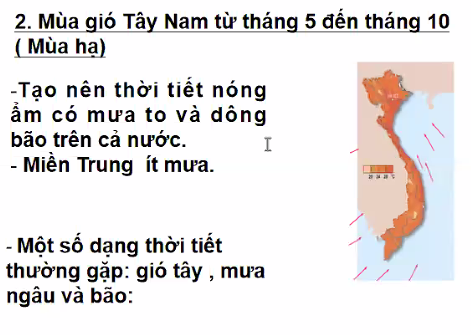 2. Mùa gió Tây Nam từ tháng 5 đến tháng 10
( Mùa hạ)
-Tạo nên thời tiết nóng
ẩm có mưa to và dông
bão trên cả nước.
- Miền Trung ít mưa.
- Một số dạng thời tiết
thường gặp: gió tây , mưa
ngâu và bão: